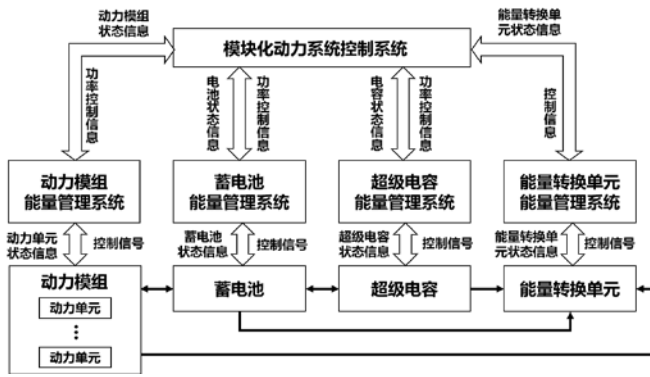 动力模组
状态信息
能量转换单
元状态信息
模块化动力系统控制系统
功率控制信息
电池状态信息
功率控制信息
电容状态信息
功率控制信息
控制信息
动力模组
能量管理系统
蓄电池
能量管理系统
超级电容
能量管理系统
能量转换单元
能量管理系统
动力单元
状态信息
控制信号
蓄电池
状态信息
控制信号
超级电容
状态信息
控制信号
能量转换单
元状态信息
控制信号
动力模组
动力单元
⋮
动力单元
蓄电池
超级电容
能量转换单元